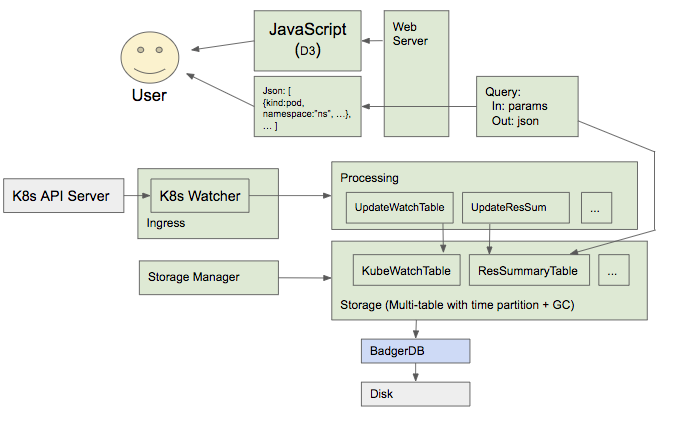 JavaScript
(D3)
Web
Server
User
Json: [
{kind:pod,
namespace:"ns", ...},
... ]
Query:
In: params
Out: json
K8s API Server
K8s Watcher
Ingress
Processing
UpdateWatchTable
UpdateResSum
...
Storage Manager
KubeWatchTable
ResSummaryTable
...
Storage (Multi-table with time partition + GC)
BadgerDB
Disk